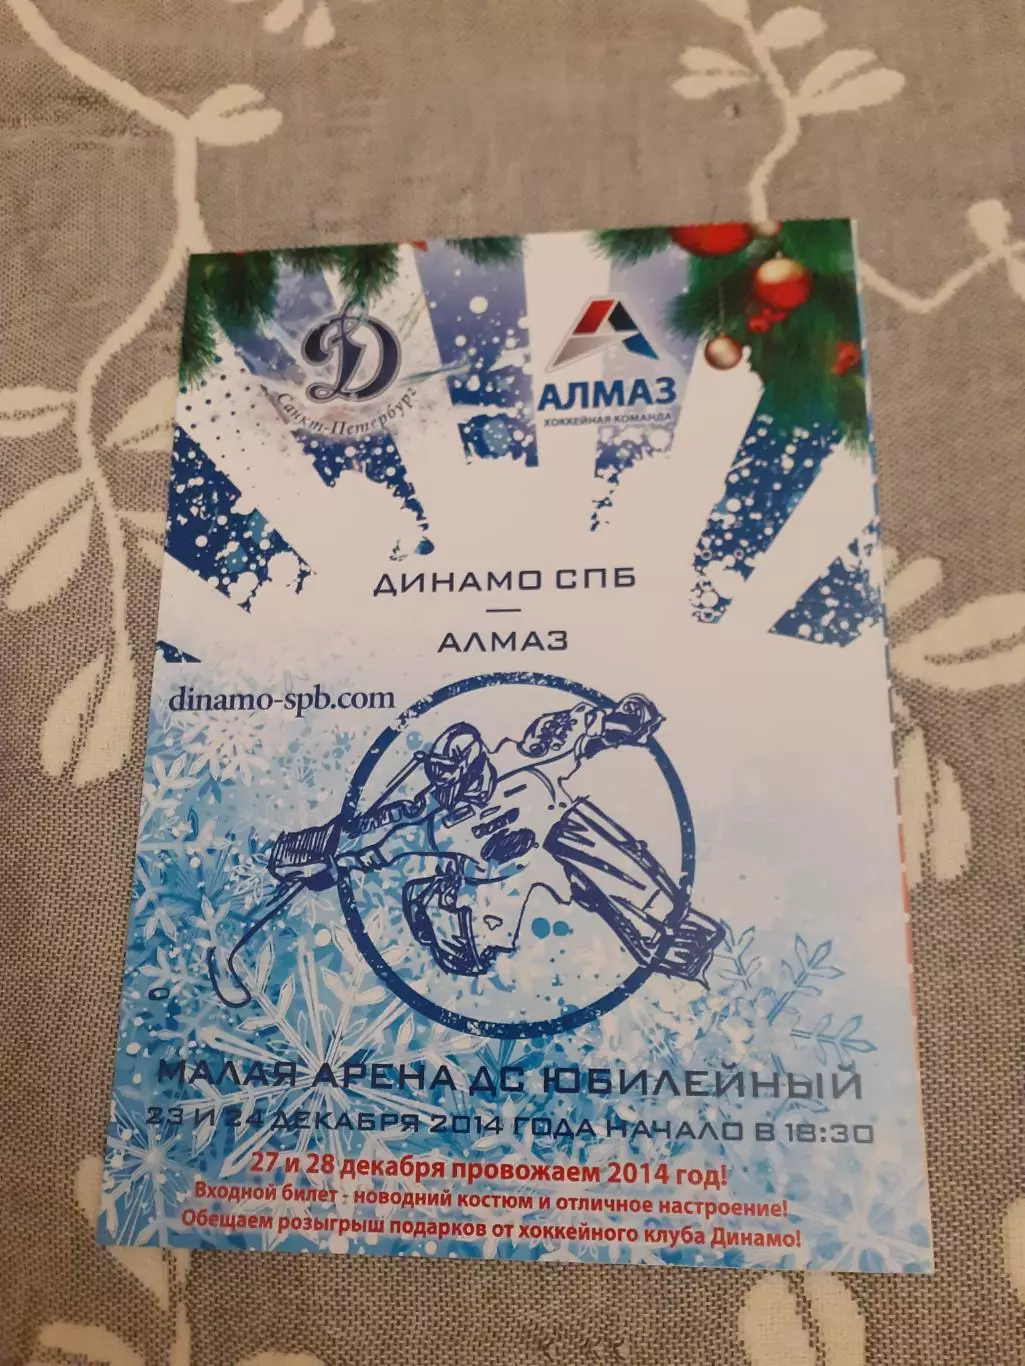 Д
Санкт-Петербург
АЛМАЗ
ХОККЕЙНАЯ КОМАНДА
ДИНАМО СПБ
—
АЛМАЗ
dinamo-spb.com
МАЛАЯ АРЕНА ДС ЮБИЛЕЙНЫЙ
23 И 24 ДЕКАБРЯ 2014 ГОДА НАЧАЛО В 18:30
27 и 28 декабря провожаем 2014 год!
Входной билет - новодний костюм и отличное настроение!
Обещаем розыгрыш подарков от хоккейного клуба Динамо!